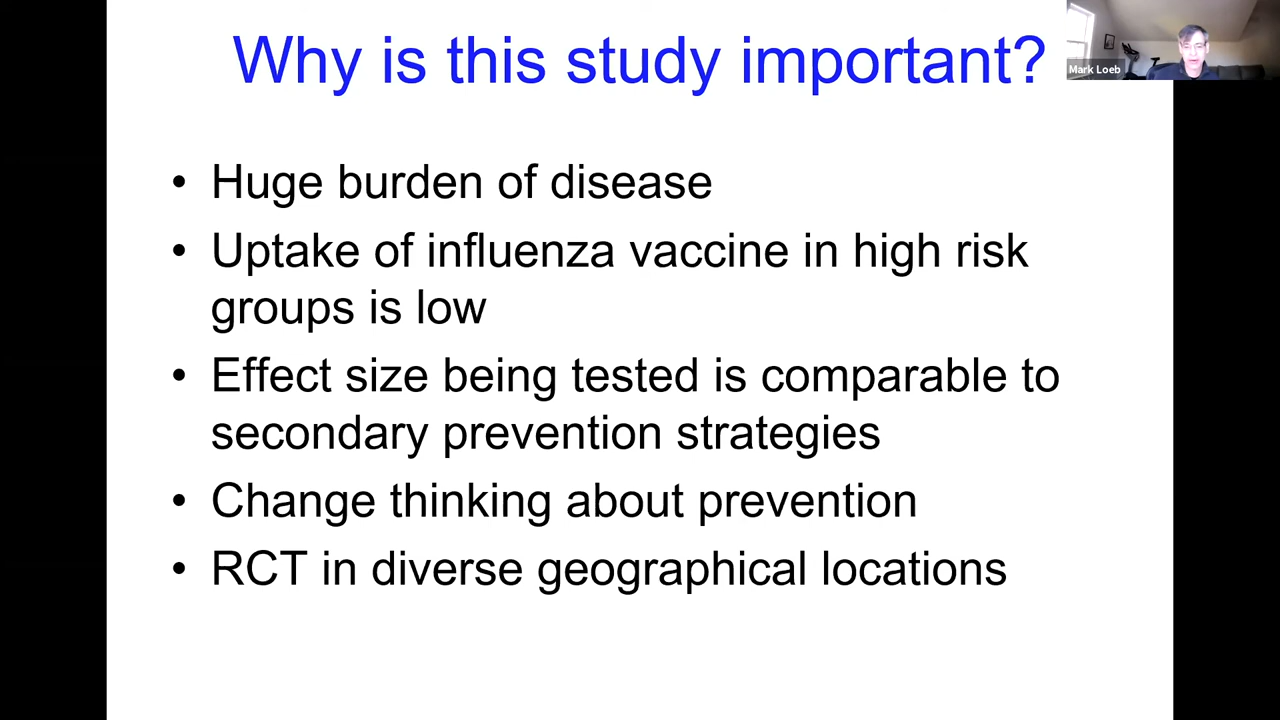 Why is this study important?
Mark Loeb
• Huge burden of disease
• Uptake of influenza vaccine in high risk
groups is low
• Effect size being tested is comparable to
secondary prevention strategies
• Change thinking about prevention
• RCT in diverse geographical locations